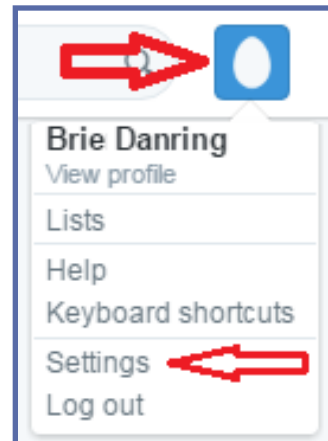 Brie Danring
View profile
Lists
Help
Keyboard shortcuts
Settings
Log out